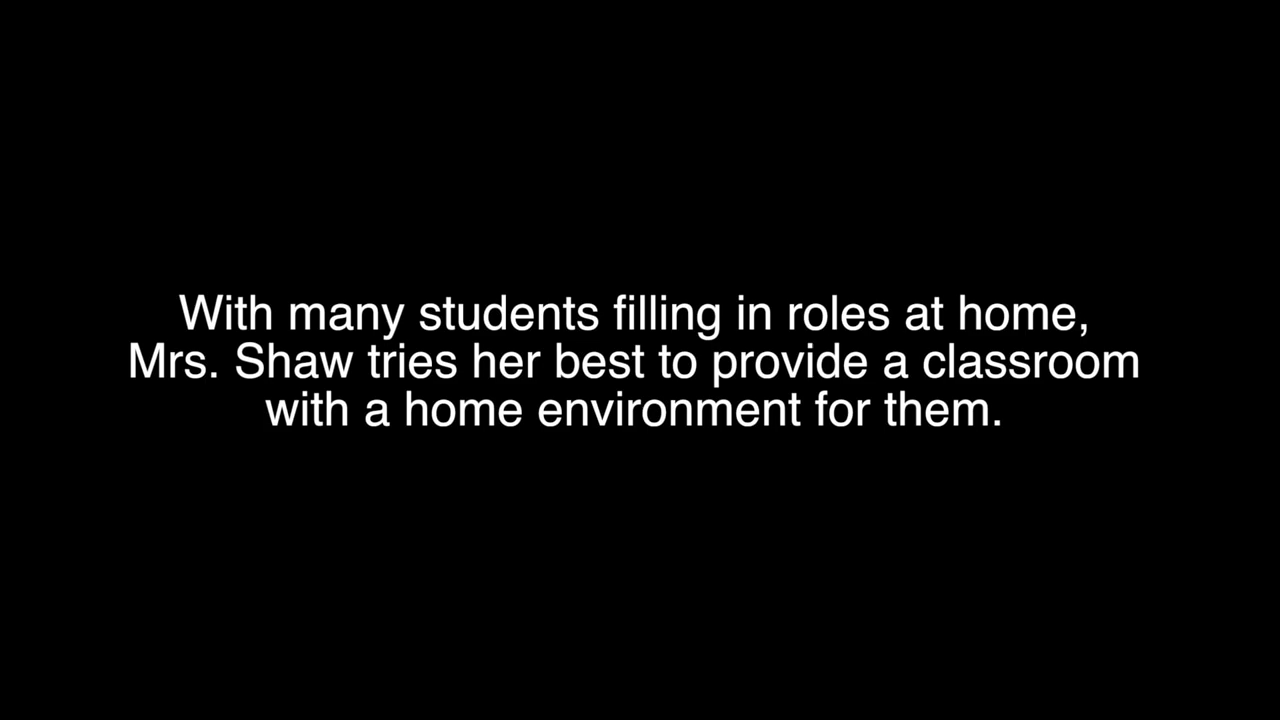 With many students filling in roles at home,
Mrs. Shaw tries her best to provide a classroom
with a home environment for them.